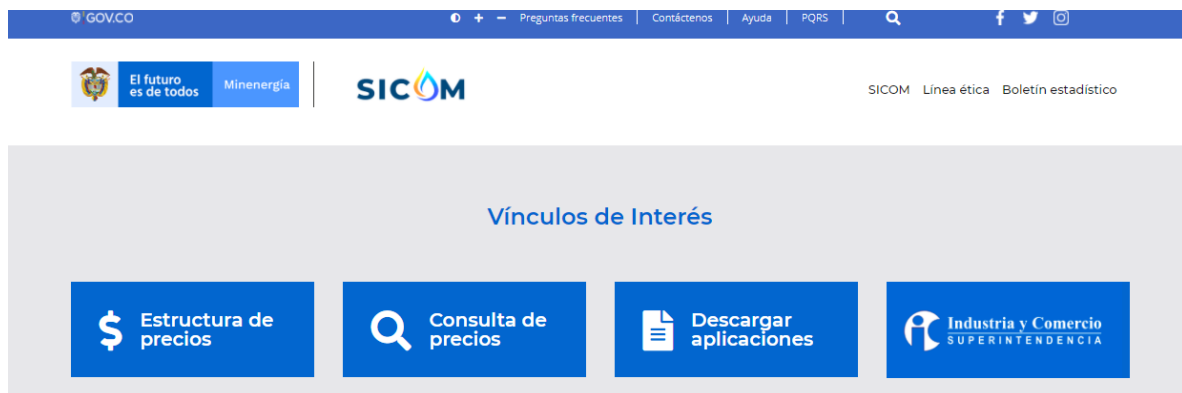 GOV.CO
Preguntas frecuentes | Contáctenos | Ayuda | PQRS |
El futuro
es de todos
Minenergía
SICOM
SICOM Línea ética Boletín estadístico
Vínculos de Interés
Estructura de
precios
Consulta de
precios
Descargar
aplicaciones
Industria y Comercio
SUPERINTENDENCIA